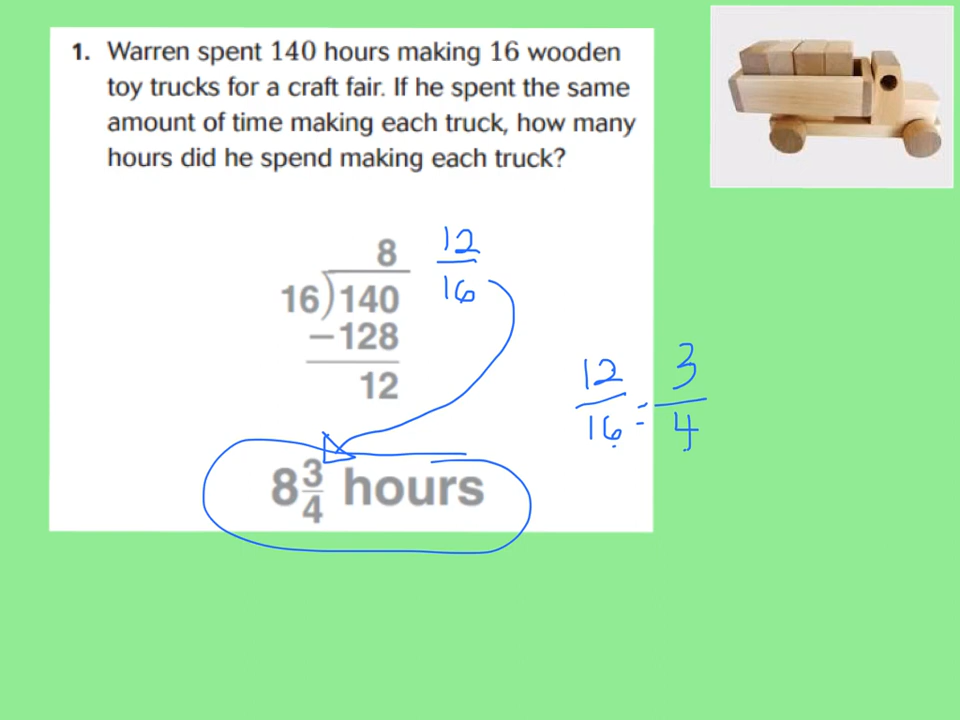 1. Warren spent 140 hours making 16 wooden
toy trucks for a craft fair. If he spent the same
amount of time making each truck, how many
hours did he spend making each truck?
8 12/16
16)140
−128
12
12/16 = 3/4
8 3/4 hours